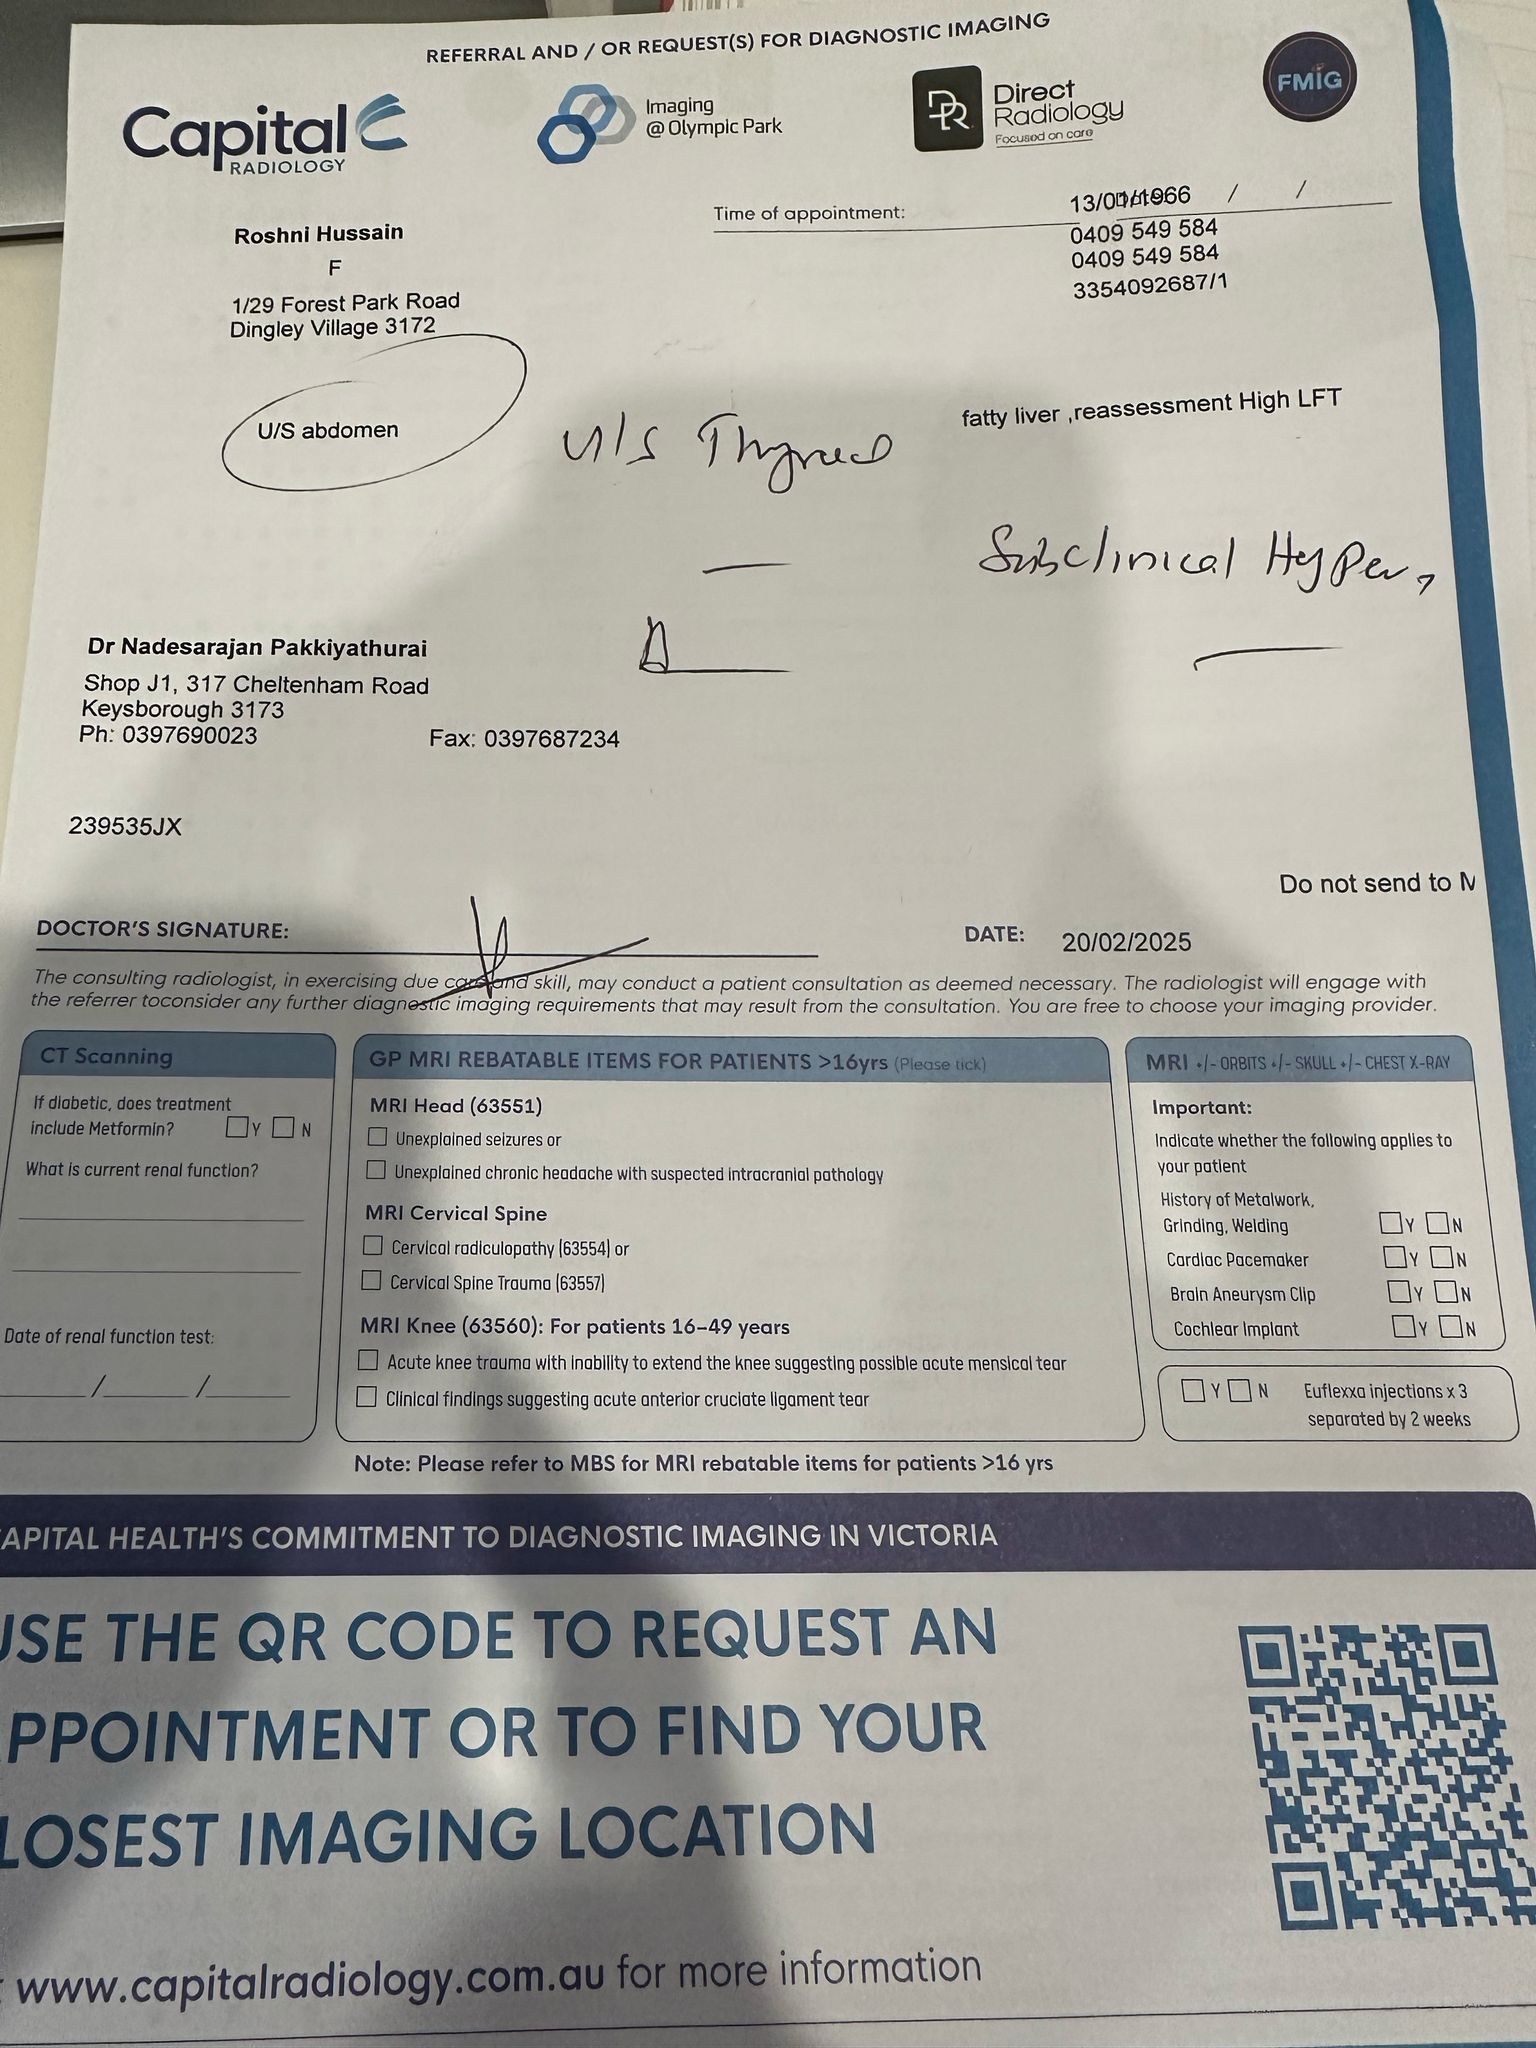 REFERRAL AND / OR REQUEST(S) FOR DIAGNOSTIC IMAGING
Capital
RADIOLOGY
Imaging
@ Olympic Park
DR
Direct
Radiology
Focused on care
FMIG
Time of appointment:
13/01/1966 / /
0409 549 584
0409 549 584
3354092687/1
Roshni Hussain
F
1/29 Forest Park Road
Dingley Village 3172
U/S abdomen
U/S Thyroid
fatty liver ,reassessment High LFT
Subclinical Hyper,
Dr Nadesarajan Pakkiyathurai
Shop J1, 317 Cheltenham Road
Keysborough 3173
Ph: 0397690023 Fax: 0397687234
239535JX
Do not send to M
DOCTOR'S SIGNATURE:
DATE: 20/02/2025
The consulting radiologist, in exercising due care and skill, may conduct a patient consultation as deemed necessary. The radiologist will engage with
the referrer toconsider any further diagnostic imaging requirements that may result from the consultation. You are free to choose your imaging provider.
CT Scanning
If diabetic, does treatment
include Metformin? Y N
What is current renal function?
Date of renal function test:
/ /
GP MRI REBATABLE ITEMS FOR PATIENTS >16yrs (Please tick)
MRI Head (63551)
Unexplained seizures or
Unexplained chronic headache with suspected intracranial pathology
MRI Cervical Spine
Cervical radiculopathy (63554) or
Cervical Spine Trauma (63557)
MRI Knee (63560): For patients 16–49 years
Acute knee trauma with inability to extend the knee suggesting possible acute mensical tear
Clinical findings suggesting acute anterior cruciate ligament tear
MRI +/- ORBITS +/- SKULL +/- CHEST X-RAY
Important:
Indicate whether the following applies to
your patient
History of Metalwork,
Grinding, Welding Y N
Cardiac Pacemaker Y N
Brain Aneurysm Clip Y N
Cochlear Implant Y N
Y N Euflexxa injections x 3
separated by 2 weeks
Note: Please refer to MBS for MRI rebatable items for patients >16 yrs
APITAL HEALTH'S COMMITMENT TO DIAGNOSTIC IMAGING IN VICTORIA
USE THE QR CODE TO REQUEST AN
PPOINTMENT OR TO FIND YOUR
LOSEST IMAGING LOCATION
www.capitalradiology.com.au for more information